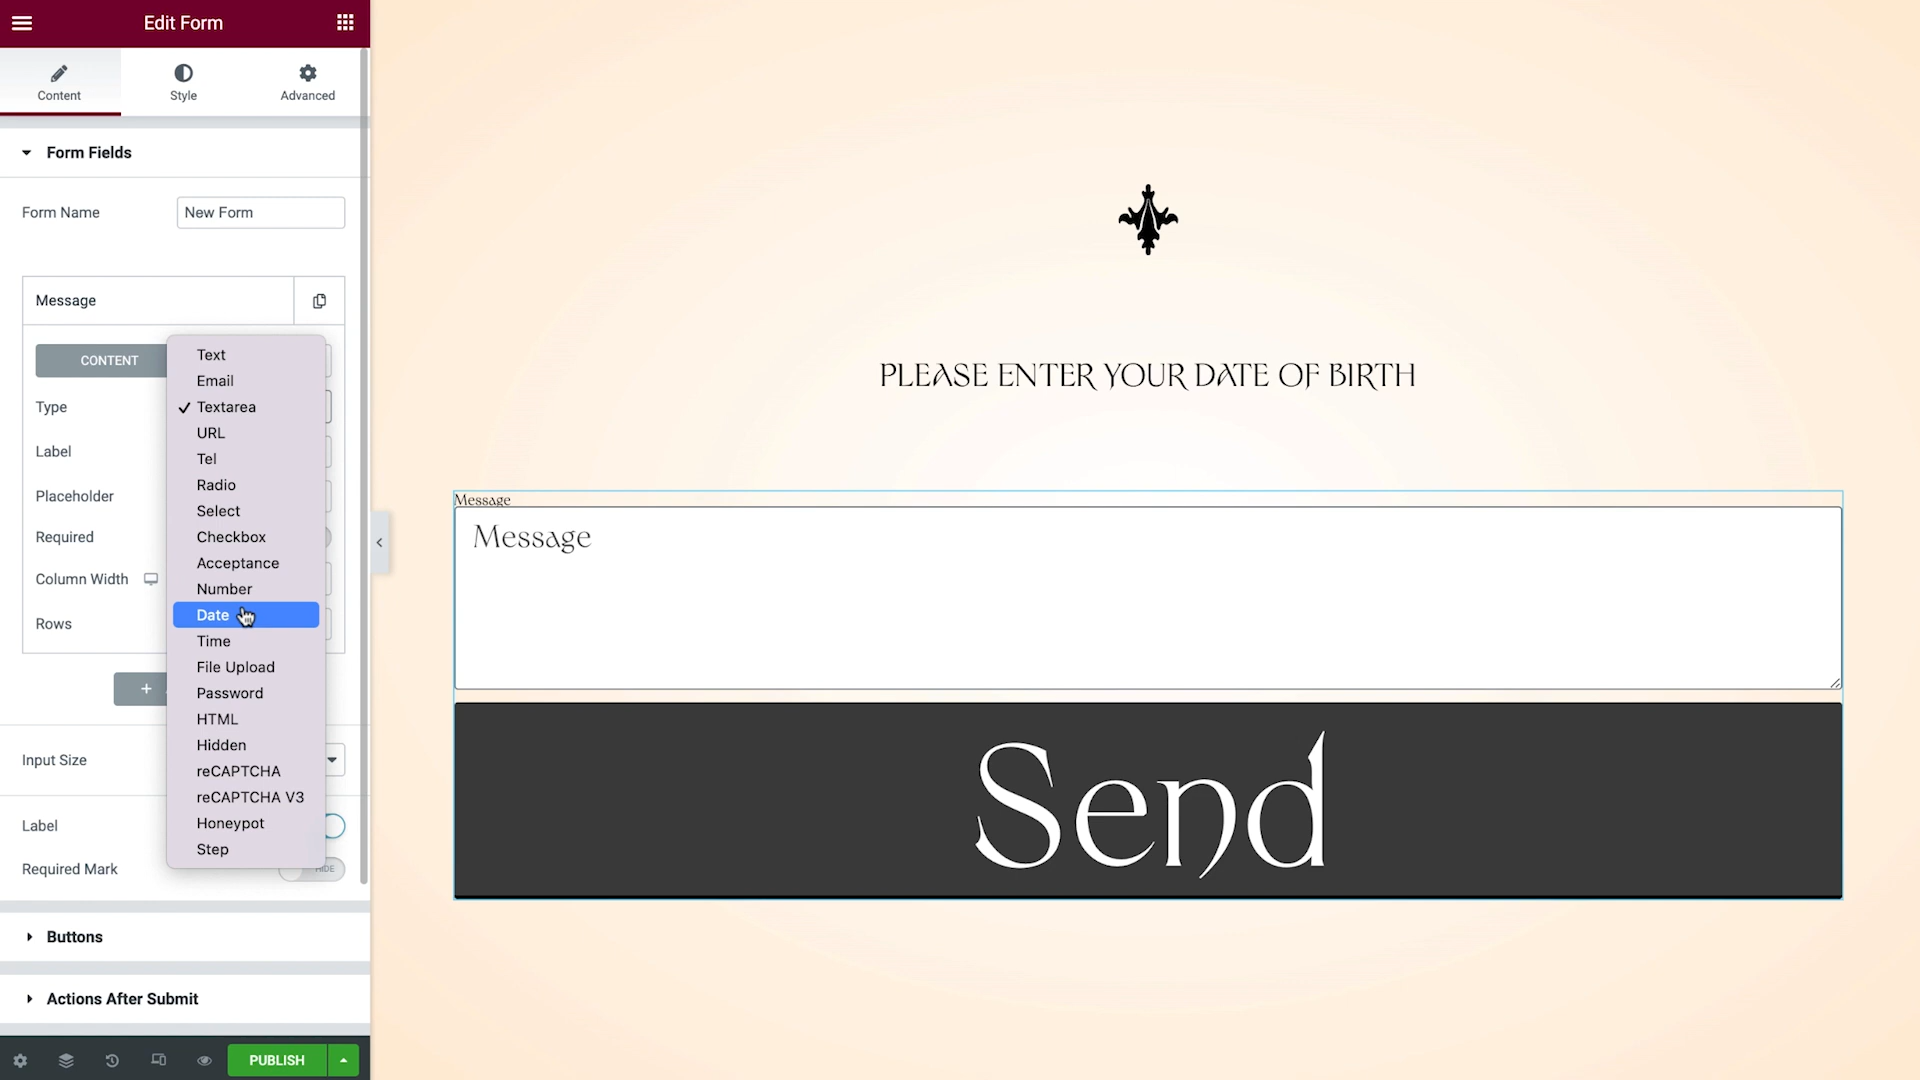 Edit Form
Content
Style
Advanced
Form Fields
Form Name
New Form
Message
CONTENT
Type
Label
Placeholder
Required
Column Width
Rows
Text
Email
Textarea
URL
Tel
Radio
Select
Checkbox
Acceptance
Number
Date
Time
File Upload
Password
HTML
Hidden
reCAPTCHA
reCAPTCHA V3
Honeypot
Step
Input Size
Label
Required Mark
HIDE
Buttons
Actions After Submit
PUBLISH
PLEASE ENTER YOUR DATE OF BIRTH
Message
Message
Send